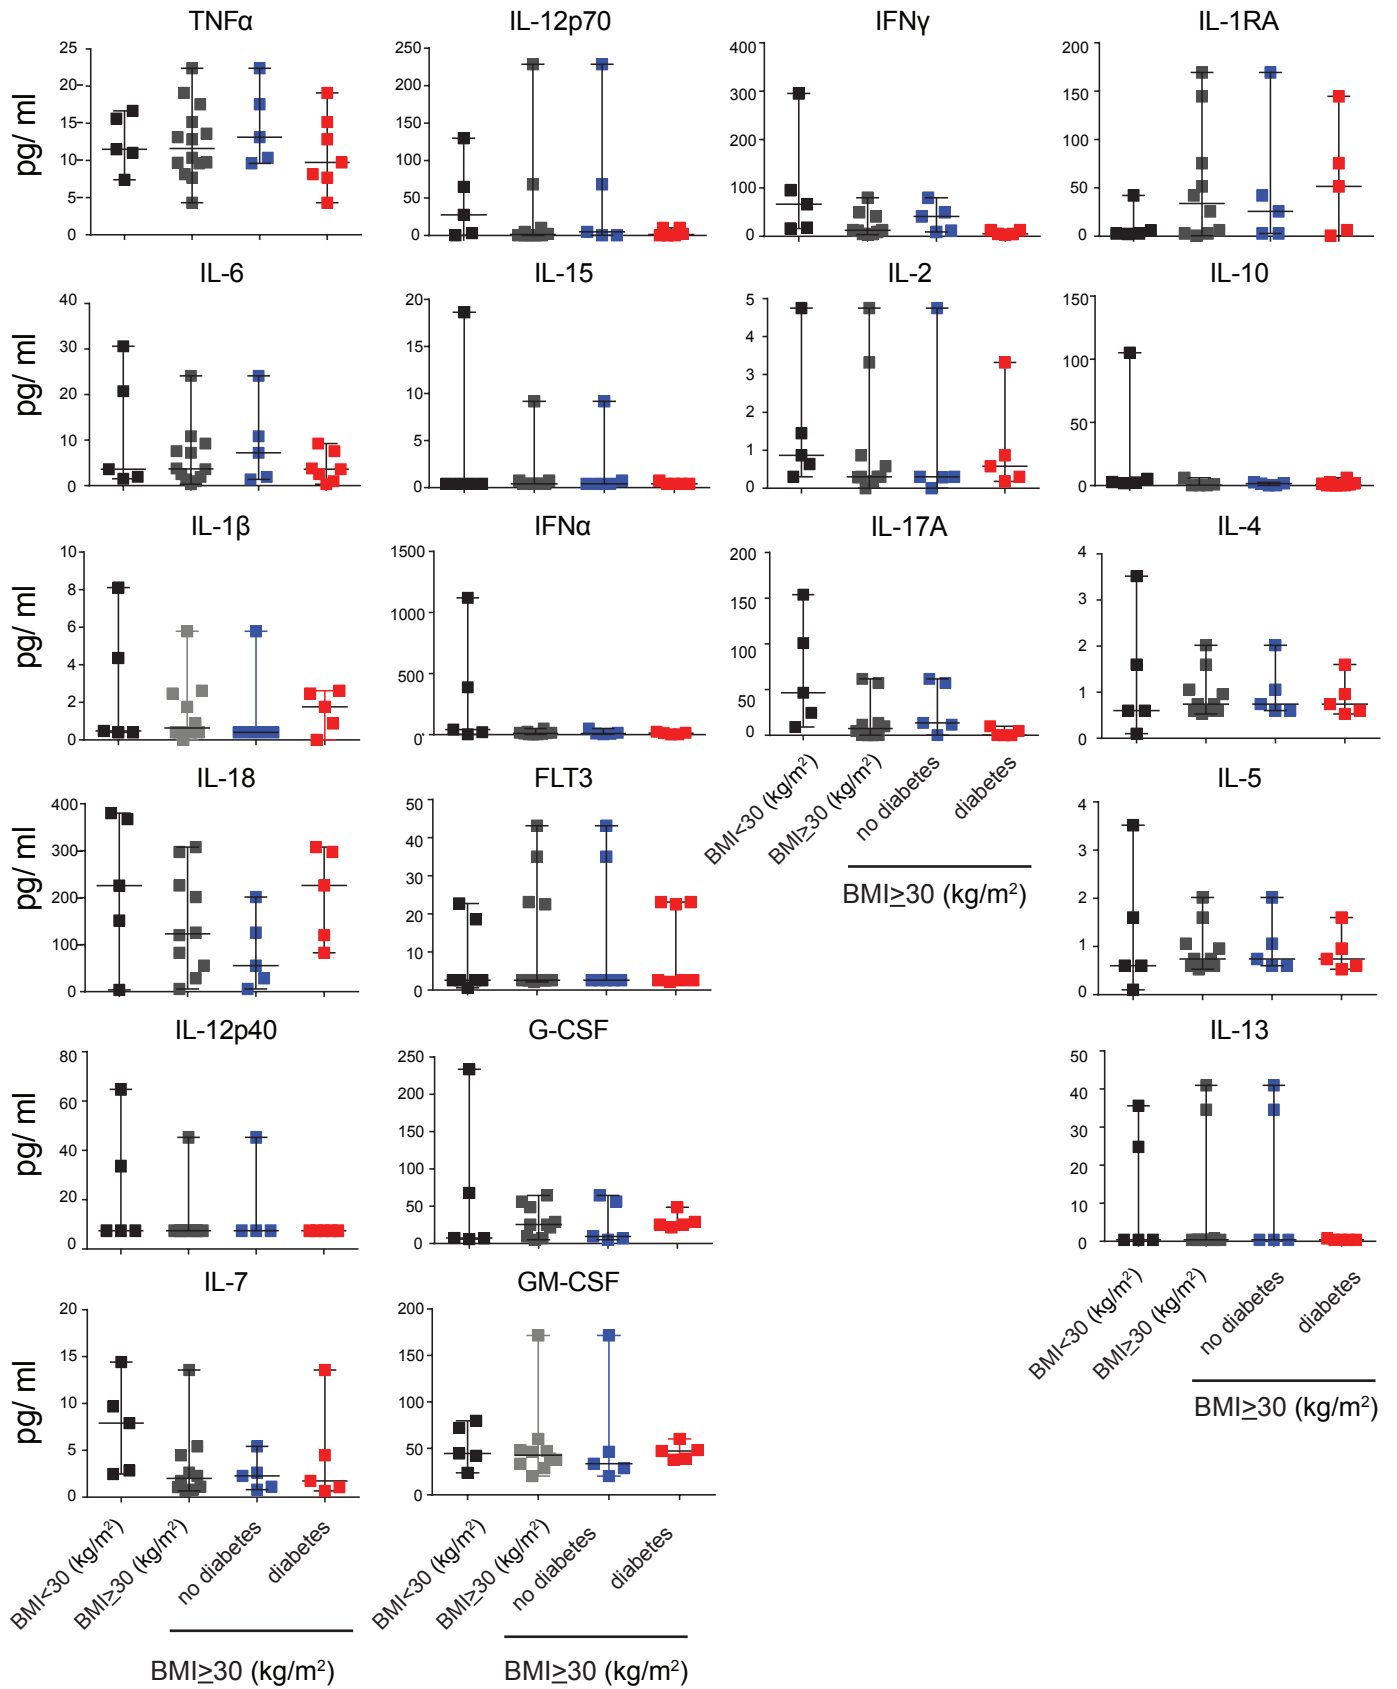 TNFα
IL-12p70
IFNγ
IL-1RA
pg/ ml
25
20
15
10
5
0
250
200
150
100
50
0
400
300
200
100
0
200
150
100
50
0
IL-6
IL-15
IL-2
IL-10
pg/ ml
40
30
20
10
0
20
15
10
5
0
5
4
3
2
1
0
150
100
50
0
IL-1β
IFNα
IL-17A
IL-4
pg/ ml
10
8
6
4
2
0
1500
1000
500
0
200
150
100
50
0
4
3
2
1
0
BMI<30 (kg/m²)
BMI≥30 (kg/m²)
no diabetes
diabetes
BMI≥30 (kg/m²)
IL-18
FLT3
IL-5
pg/ ml
400
300
200
100
0
50
40
30
20
10
0
4
3
2
1
0
IL-12p40
G-CSF
IL-13
pg/ ml
80
60
40
20
0
250
200
150
100
50
0
50
40
30
20
10
0
BMI<30 (kg/m²)
BMI≥30 (kg/m²)
no diabetes
diabetes
BMI≥30 (kg/m²)
IL-7
GM-CSF
pg/ ml
20
15
10
5
0
200
150
100
50
0
BMI<30 (kg/m²)
BMI≥30 (kg/m²)
no diabetes
diabetes
BMI≥30 (kg/m²)
BMI<30 (kg/m²)
BMI≥30 (kg/m²)
no diabetes
diabetes
BMI≥30 (kg/m²)